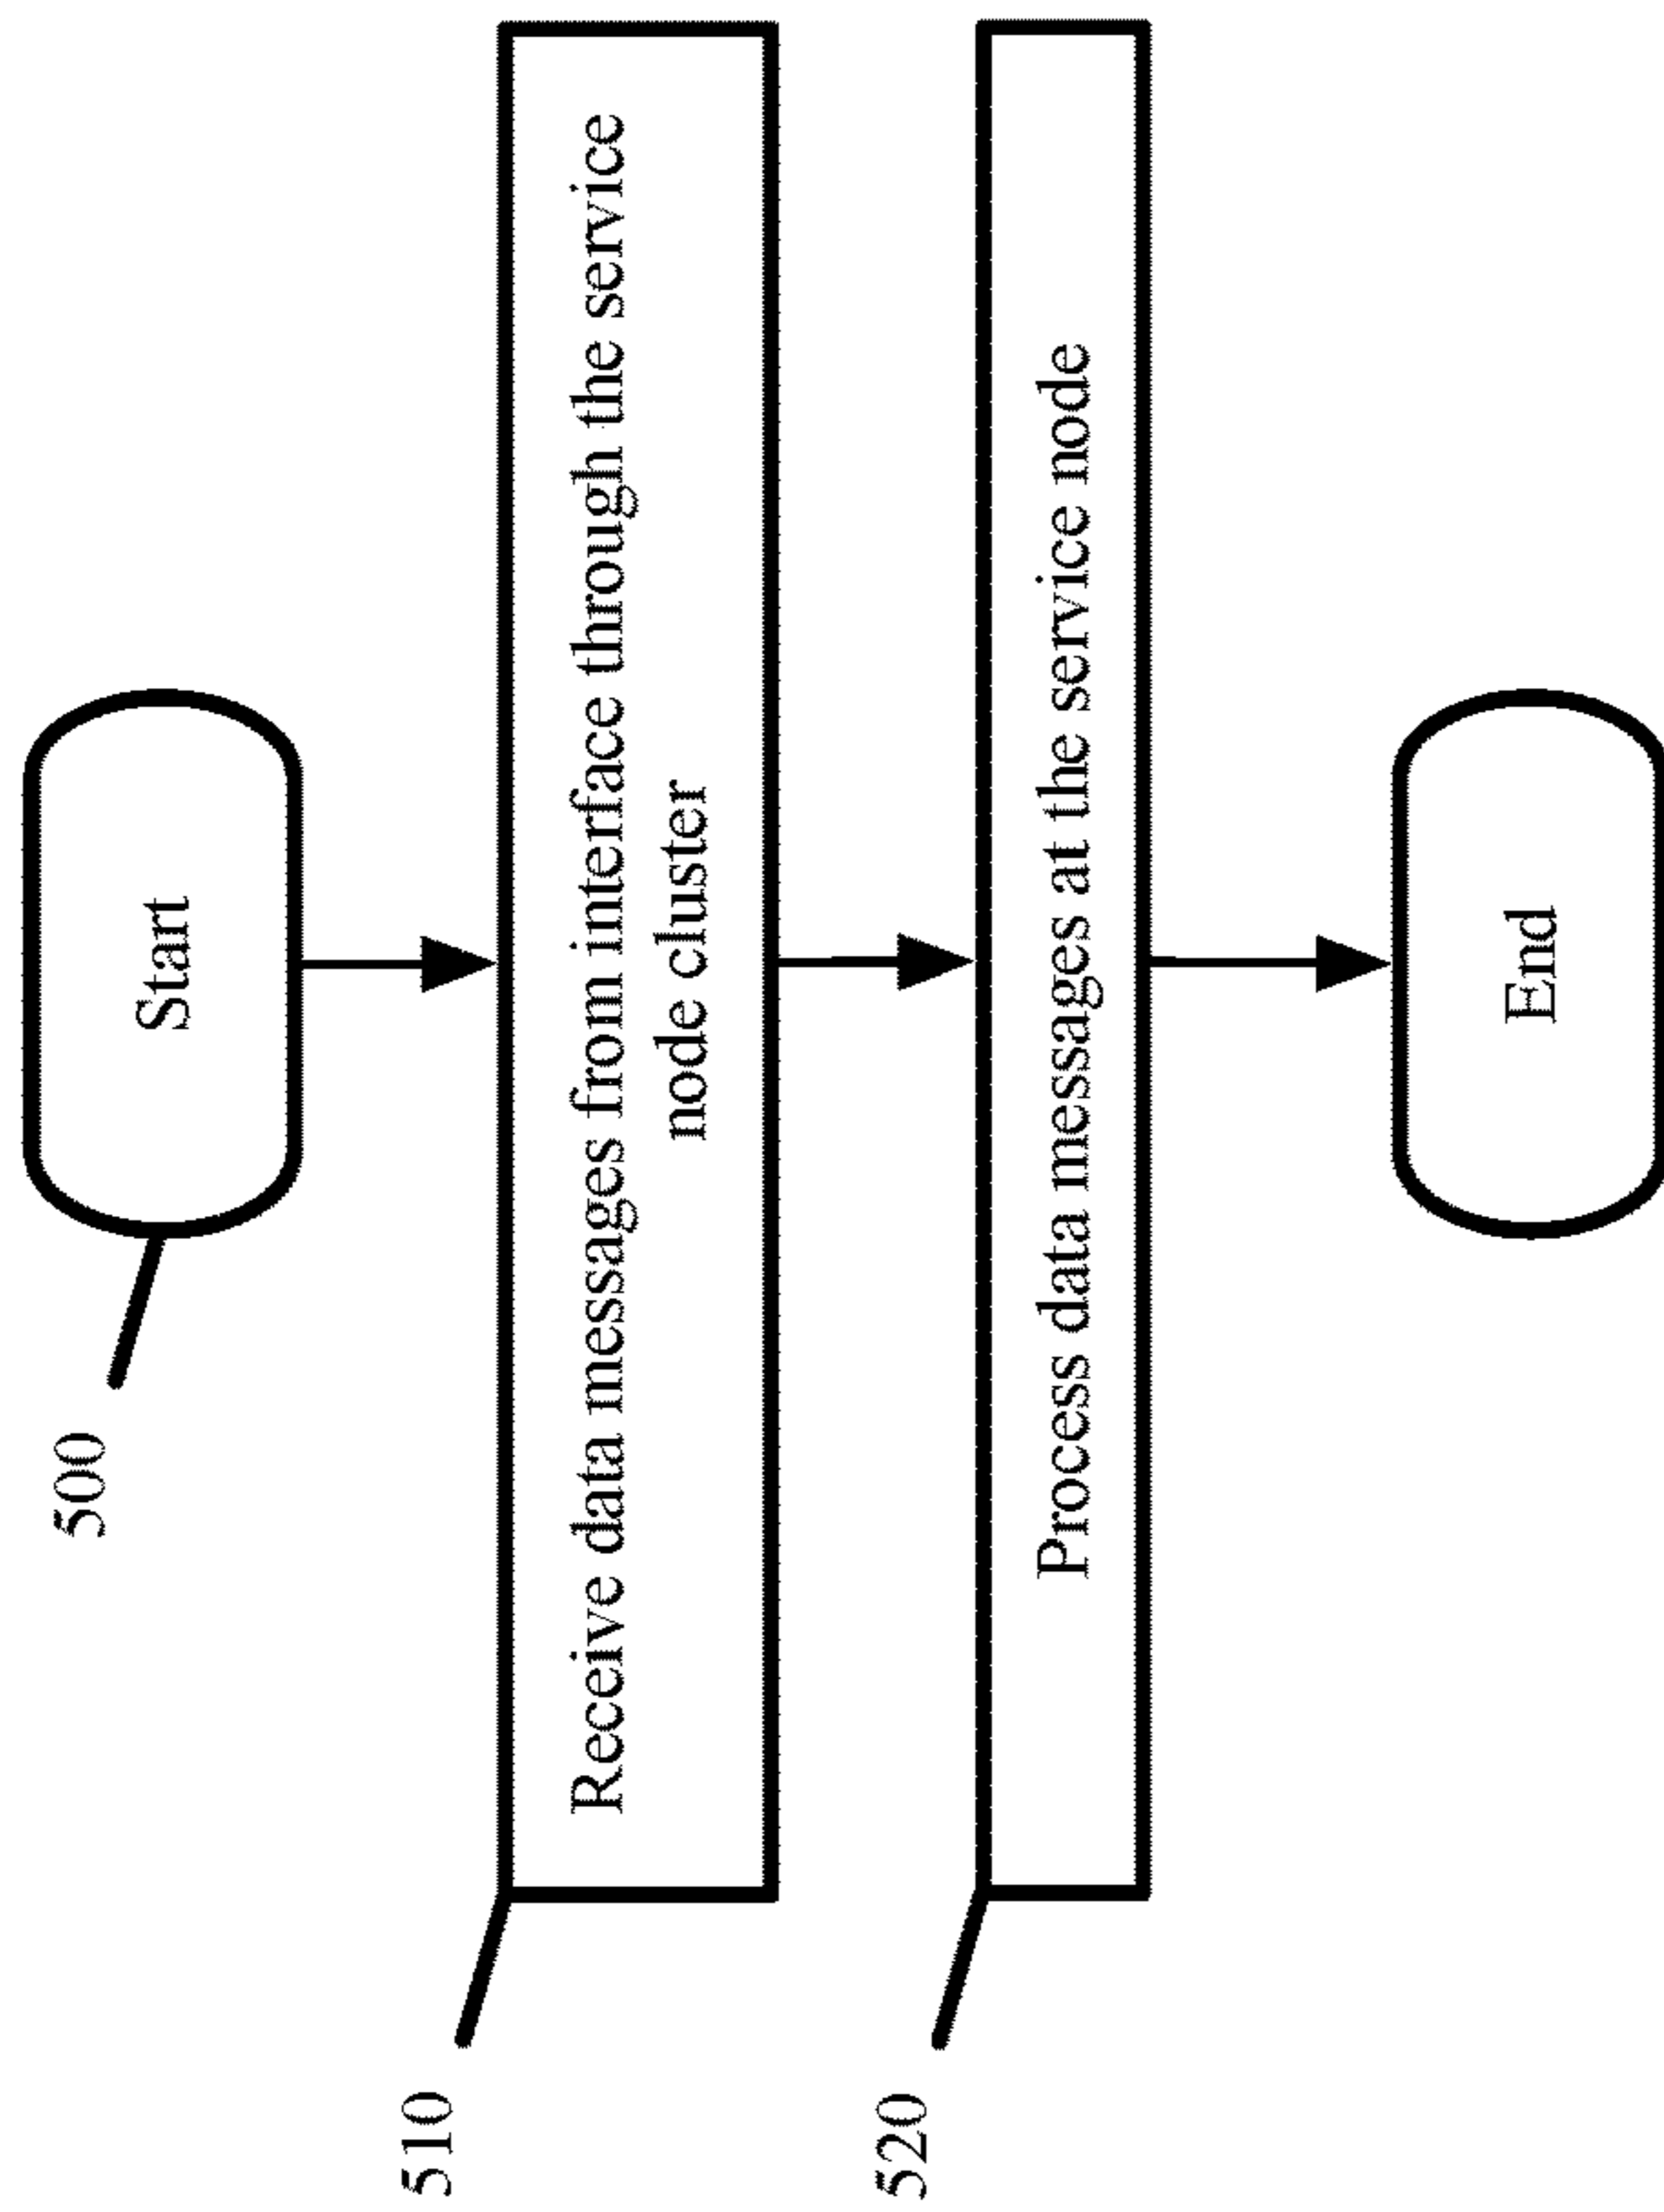 500
Start
510
Receive data messages from interface through the service
node cluster
520
Process data messages at the service node
End